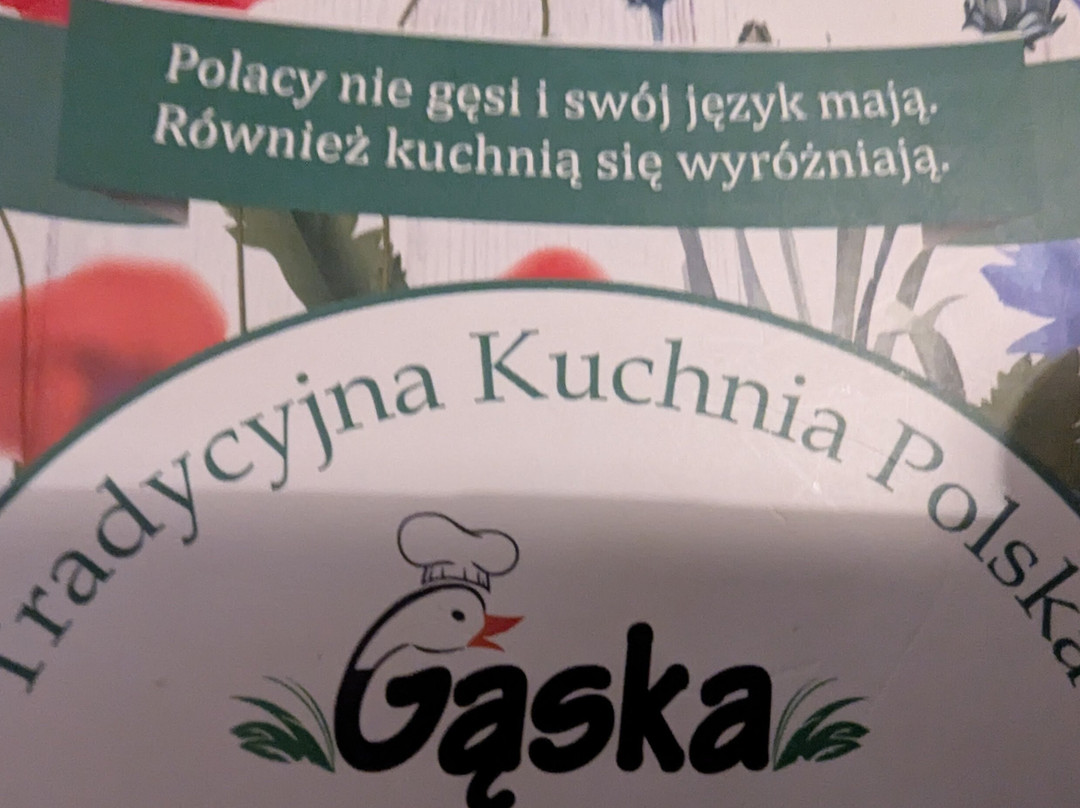 Polacy nie gęsi i swój język mają.
Również kuchnią się wyróżniają.
Tradycyjna Kuchnia Polska
Gąska